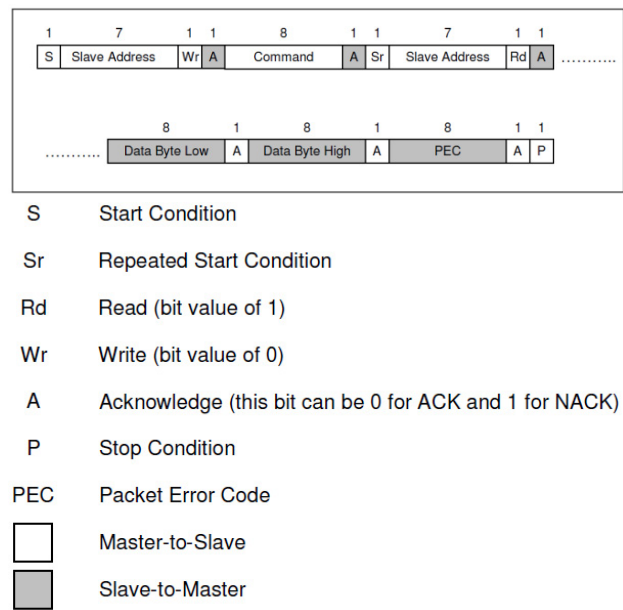 1 7 1 1 8 1 1 7 1 1
S Slave Address Wr A Command A Sr Slave Address Rd A ...........
8 1 8 1 8 1 1
........... Data Byte Low A Data Byte High A PEC A P
S Start Condition
Sr Repeated Start Condition
Rd Read (bit value of 1)
Wr Write (bit value of 0)
A Acknowledge (this bit can be 0 for ACK and 1 for NACK)
P Stop Condition
PEC Packet Error Code
Master-to-Slave
Slave-to-Master